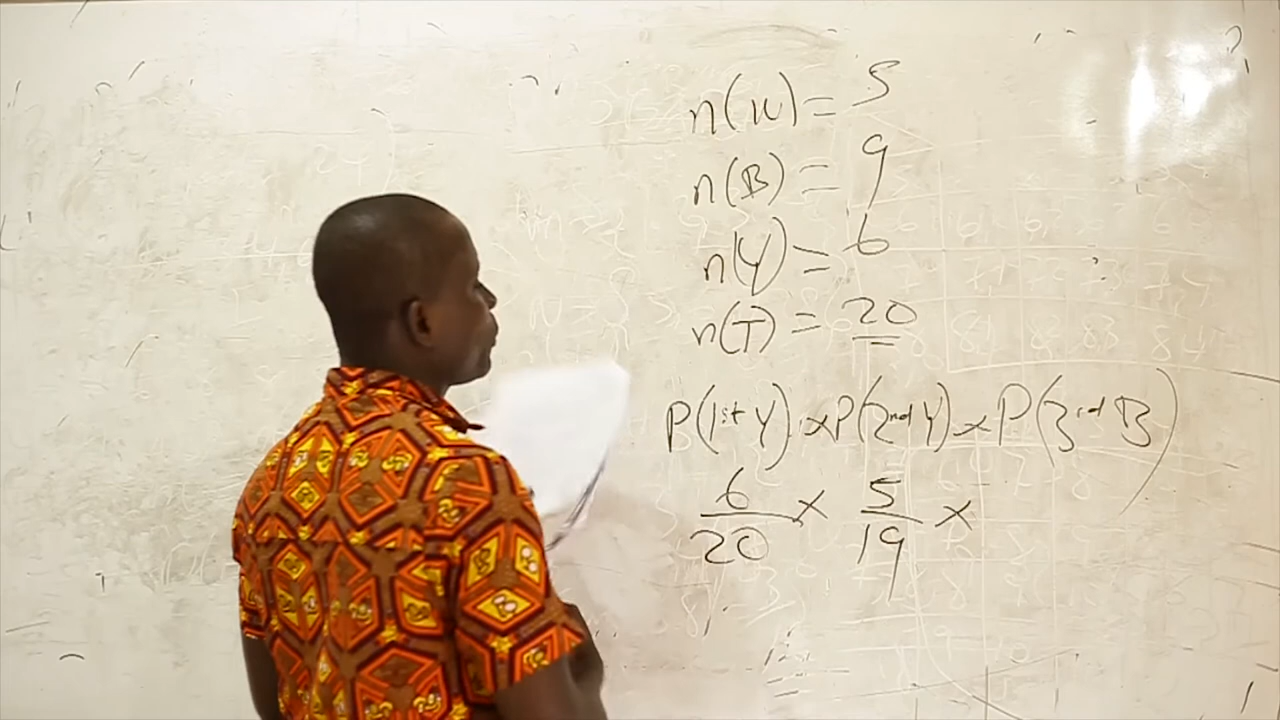 n(W) = 5
n(B) = 9
n(Y) = 6
n(T) = 20
P(1st Y) × P(2nd Y) × P(3rd B)
6/20 × 5/19 ×